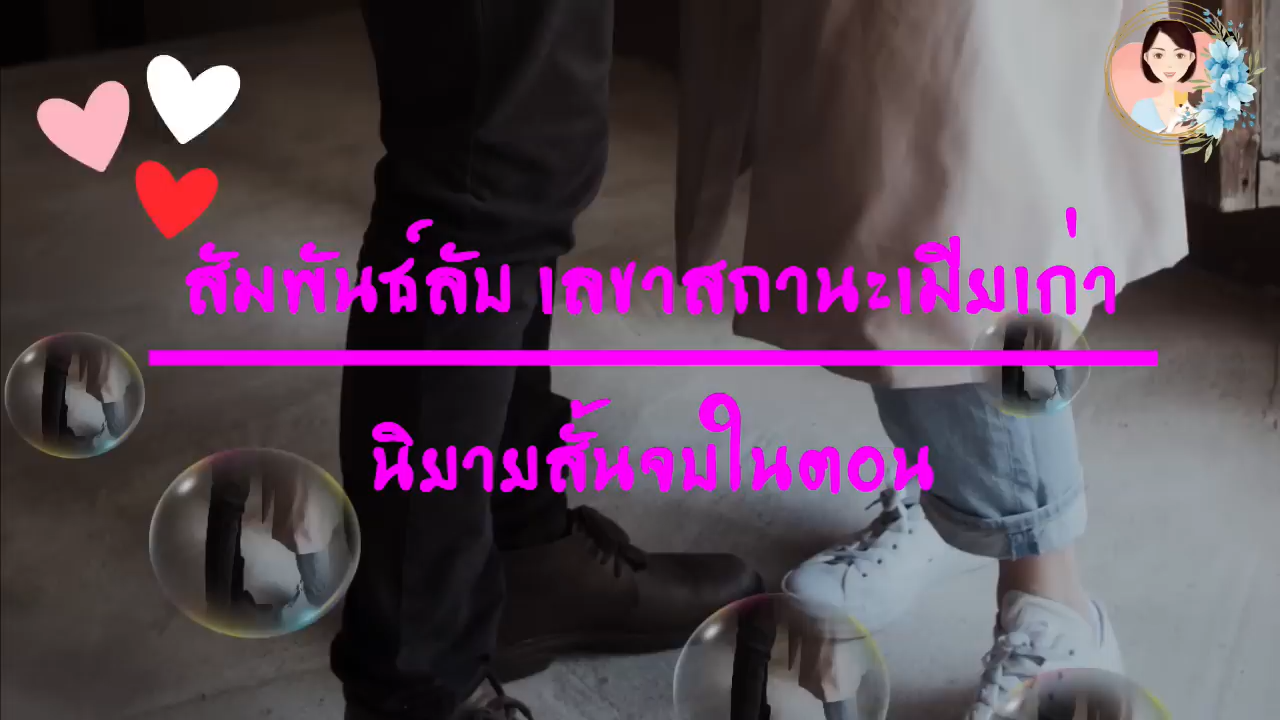 สัมพันธ์ลับ เลขาสถานะเมียเก่า
นิยายสั้นจบในตอน